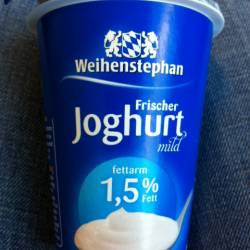 Weihenstephan
Frischer
Joghurt
mild
fettarm
1,5%
Fett